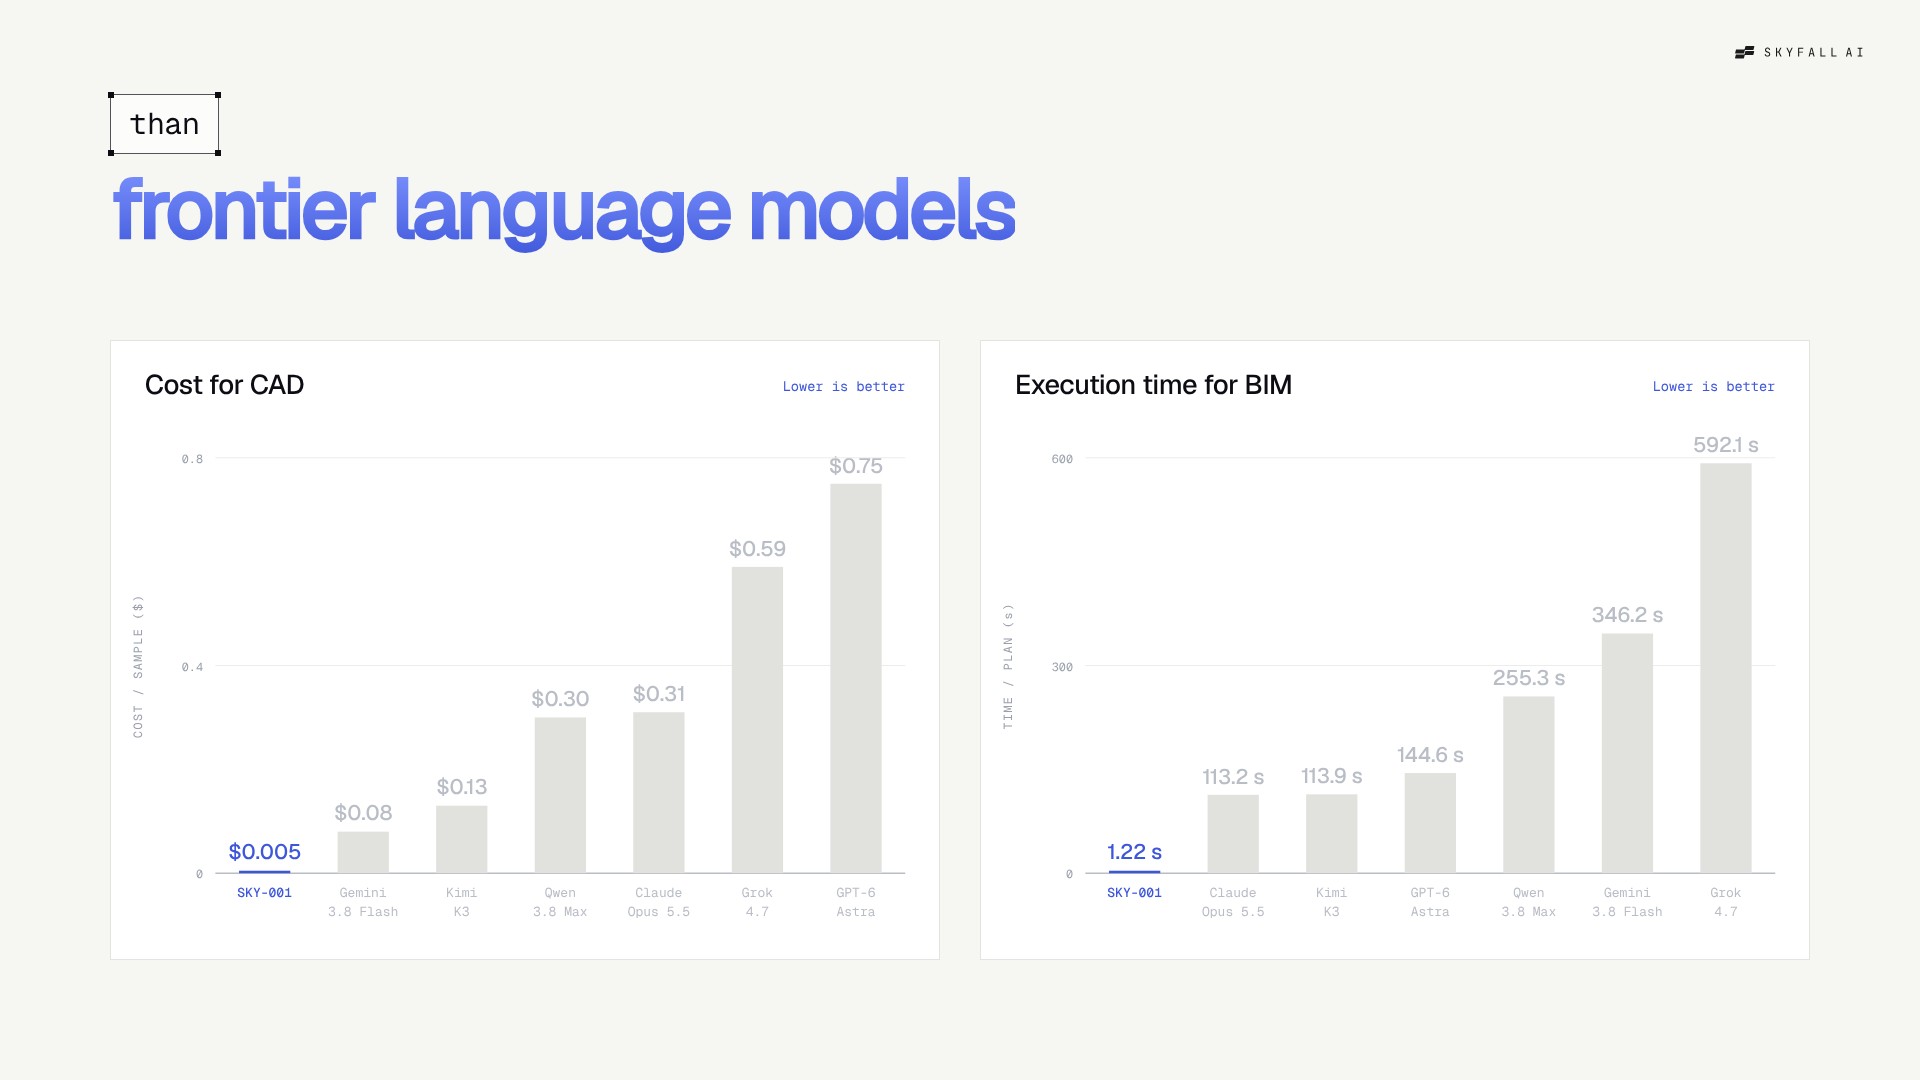 SKYFALL AI
than
frontier language models
Cost for CAD
Lower is better
COST / SAMPLE ($)
0.8
0.4
0
$0.005
$0.08
$0.13
$0.30
$0.31
$0.59
$0.75
SKY-001
Gemini
3.8 Flash
Kimi
K3
Qwen
3.8 Max
Claude
Opus 5.5
Grok
4.7
GPT-6
Astra
Execution time for BIM
Lower is better
TIME / PLAN (s)
600
300
0
1.22 s
113.2 s
113.9 s
144.6 s
255.3 s
346.2 s
592.1 s
SKY-001
Claude
Opus 5.5
Kimi
K3
GPT-6
Astra
Qwen
3.8 Max
Gemini
3.8 Flash
Grok
4.7